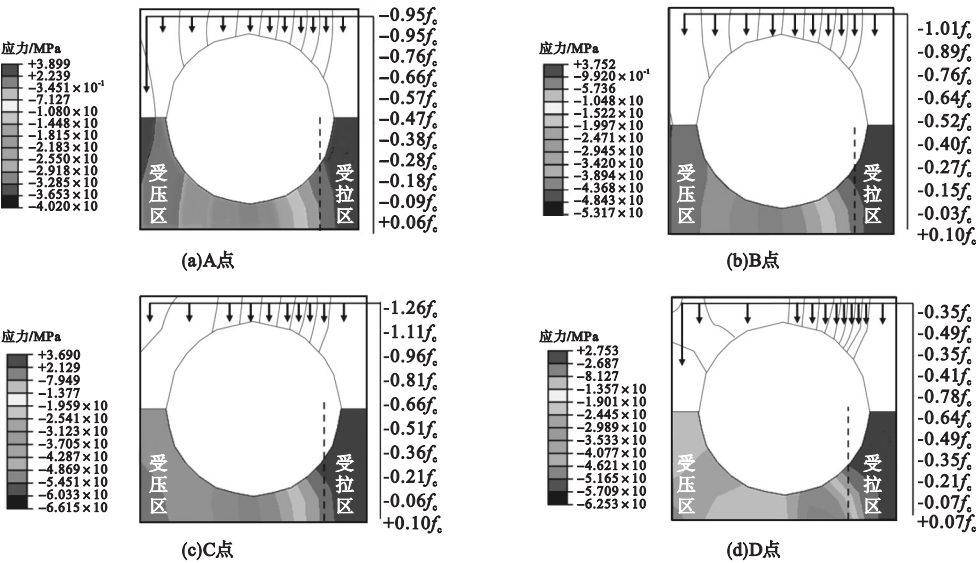 应力/MPa
+3.899
+2.239
-3.451×10⁻¹
-7.127
-1.080×10
-1.448×10
-1.815×10
-2.183×10
-2.550×10
-2.918×10
-3.285×10
-3.653×10
-4.020×10
受压区
受拉区
-0.95fc
-0.95fc
-0.76fc
-0.66fc
-0.57fc
-0.47fc
-0.38fc
-0.28fc
-0.18fc
-0.09fc
+0.06fc
(a)A点
应力/MPa
+3.752
-9.920×10⁻¹
-5.736
-1.048×10
-1.522×10
-1.997×10
-2.471×10
-2.945×10
-3.420×10
-3.894×10
-4.368×10
-4.843×10
-5.317×10
受压区
受拉区
-1.01fc
-0.89fc
-0.76fc
-0.64fc
-0.52fc
-0.40fc
-0.27fc
-0.15fc
-0.03fc
+0.10fc
(b)B点
应力/MPa
+3.690
+2.129
-7.949
-1.377
-1.959×10
-2.541×10
-3.123×10
-3.705×10
-4.287×10
-4.869×10
-5.451×10
-6.033×10
-6.615×10
受压区
受拉区
-1.26fc
-1.11fc
-0.96fc
-0.81fc
-0.66fc
-0.51fc
-0.36fc
-0.21fc
-0.06fc
+0.10fc
(c)C点
应力/MPa
+2.753
-2.687
-8.127
-1.357×10
-1.901×10
-2.445×10
-2.989×10
-3.533×10
-4.077×10
-4.621×10
-5.165×10
-5.709×10
-6.253×10
受压区
受拉区
-0.35fc
-0.49fc
-0.35fc
-0.41fc
-0.78fc
-0.64fc
-0.49fc
-0.35fc
-0.21fc
-0.07fc
+0.07fc
(d)D点